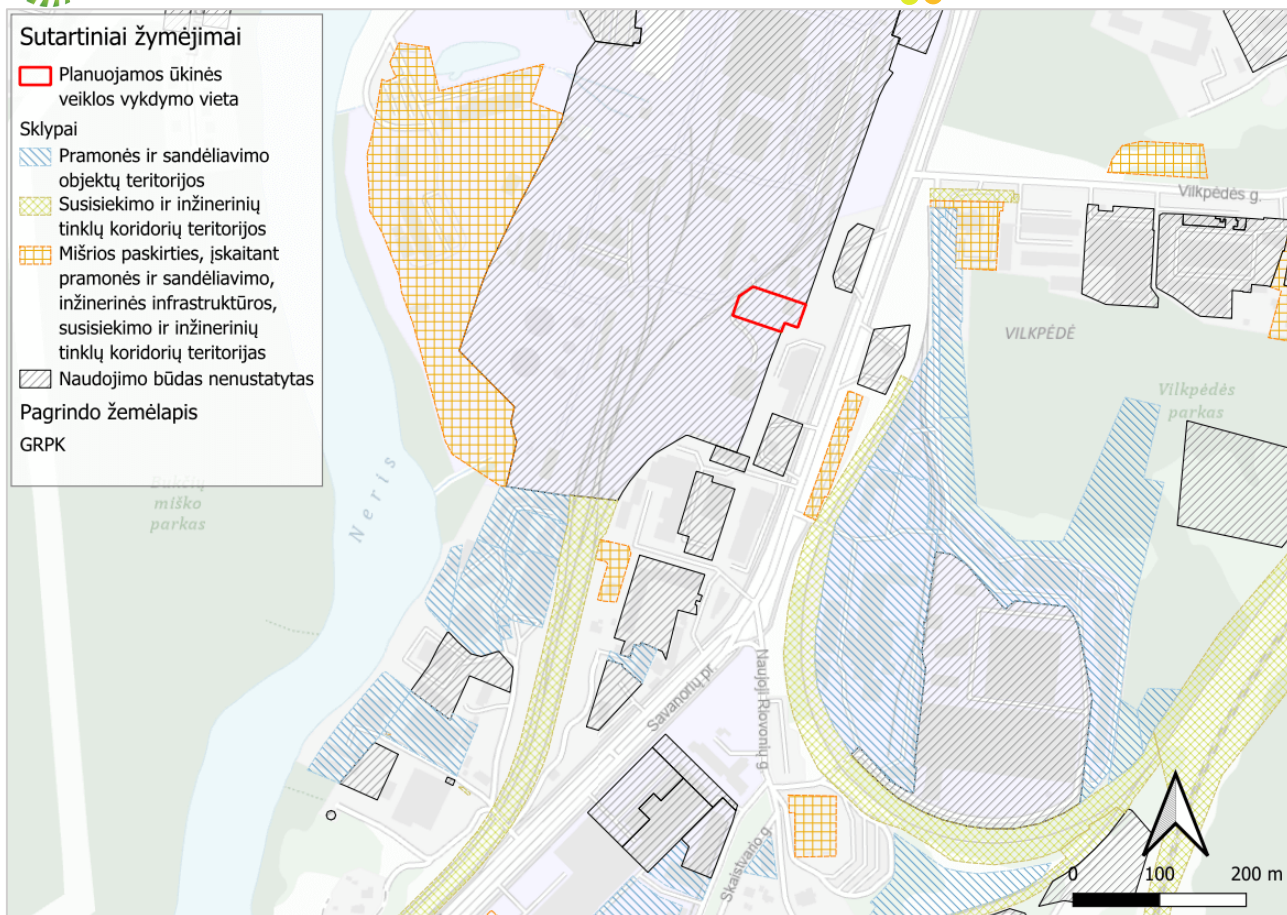 Sutartiniai žymėjimai
Planuojamos ūkinės
veiklos vykdymo vieta
Sklypai
Pramonės ir sandėliavimo
objektų teritorijos
Susisiekimo ir inžinerinių
tinklų koridorių teritorijos
Mišrios paskirties, įskaitant
pramonės ir sandėliavimo,
inžinerinės infrastruktūros,
susisiekimo ir inžinerinių
tinklų koridorių teritorijas
Naudojimo būdas nenustatytas
Pagrindo žemėlapis
GRPK
Vilkpėdės g.
VILKPĖDĖ
Vilkpėdės
parkas
Bukčių
miško
parkas
Neris
Savanorių pr.
Naujoji Riovonių g.
Skaistvario g.
0 100 200 m